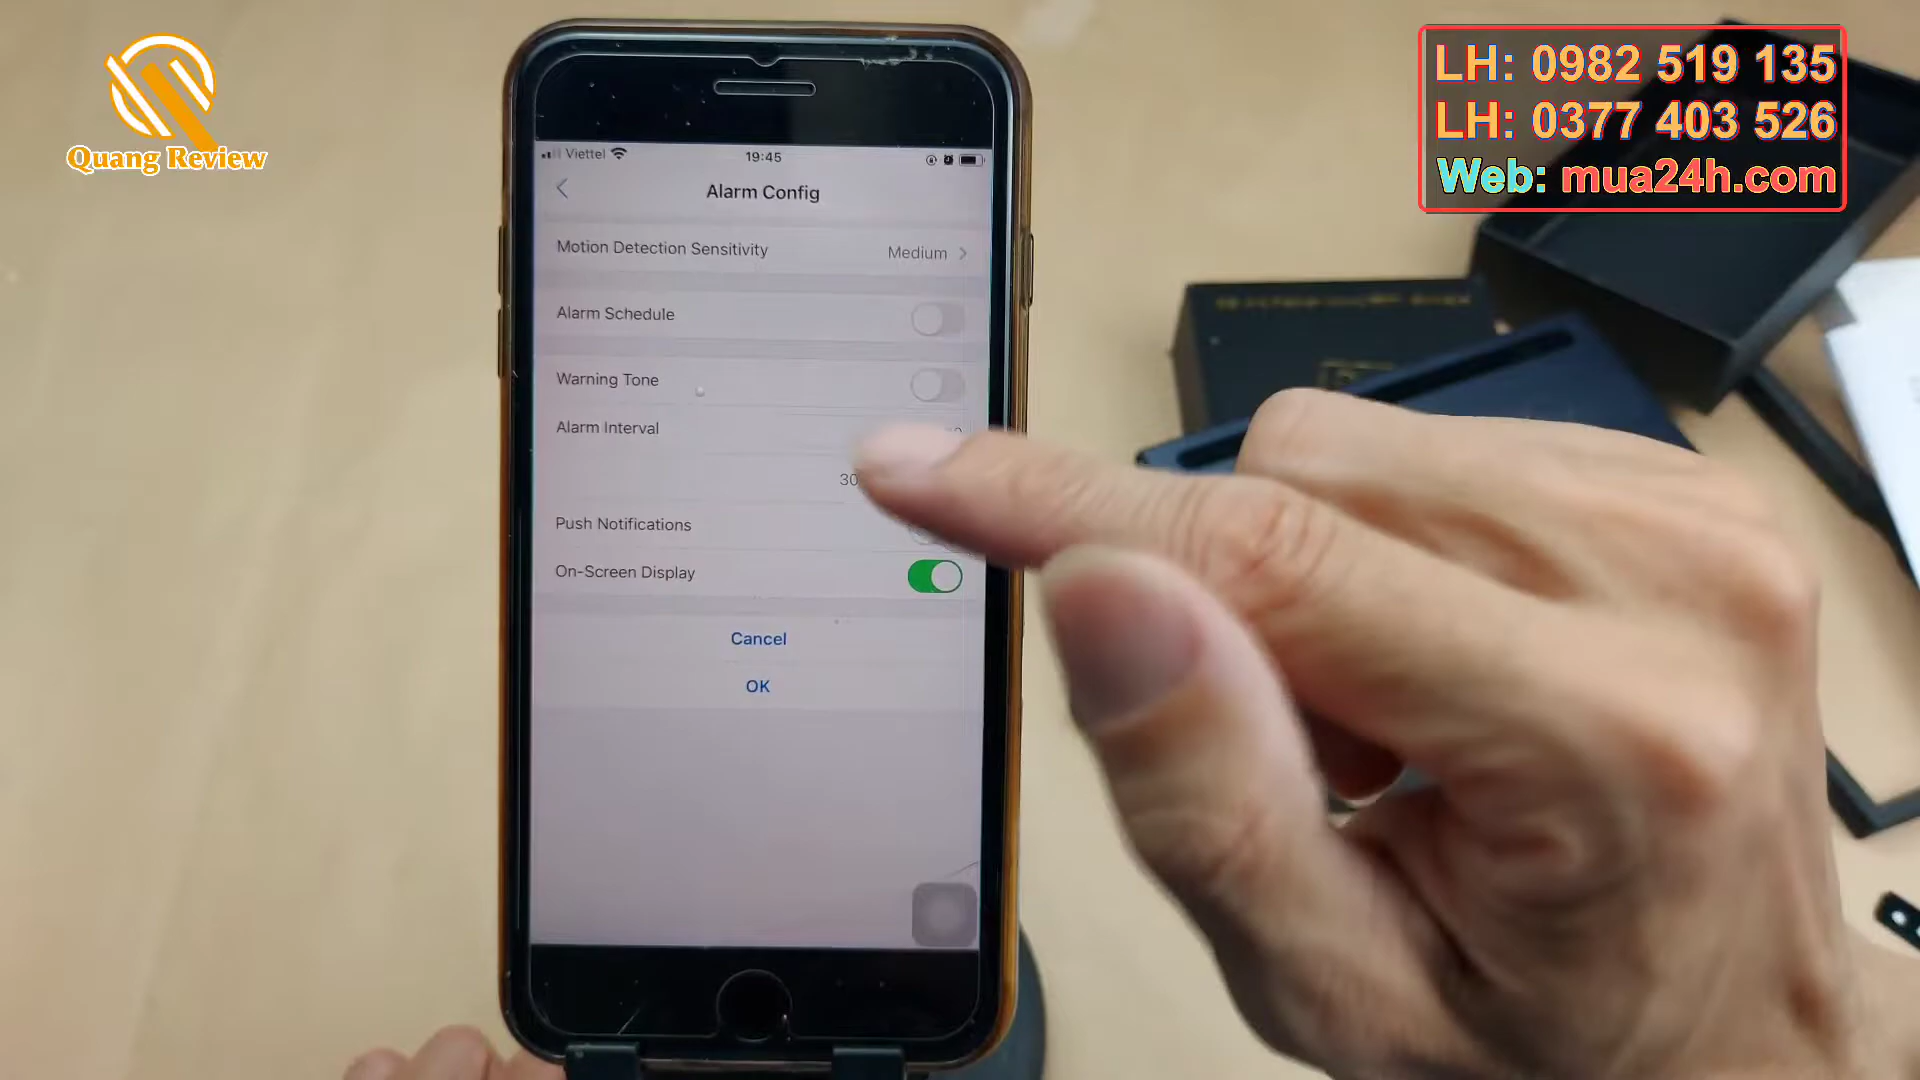 Quang Review
LH: 0982 519 135
LH: 0377 403 526
Web: mua24h.com
Viettel
19:45
Alarm Config
Motion Detection Sensitivity
Medium
Alarm Schedule
Warning Tone
Alarm Interval
30
Push Notifications
On-Screen Display
Cancel
OK